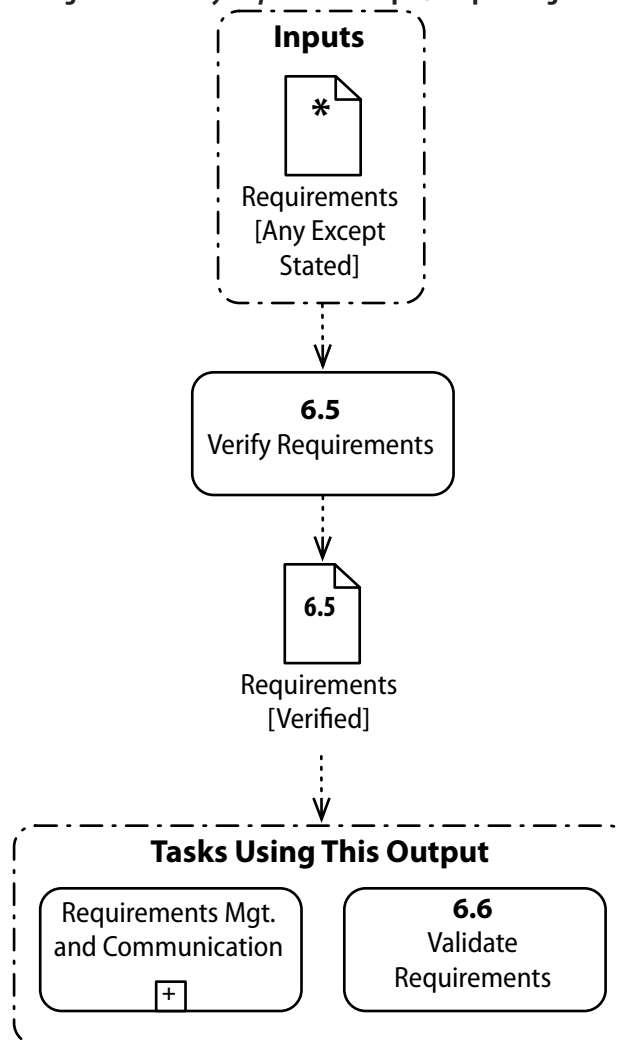 Inputs
*
Requirements
[Any Except
Stated]
6.5
Verify Requirements
6.5
Requirements
[Verified]
Tasks Using This Output
Requirements Mgt.
and Communication
+
6.6
Validate
Requirements